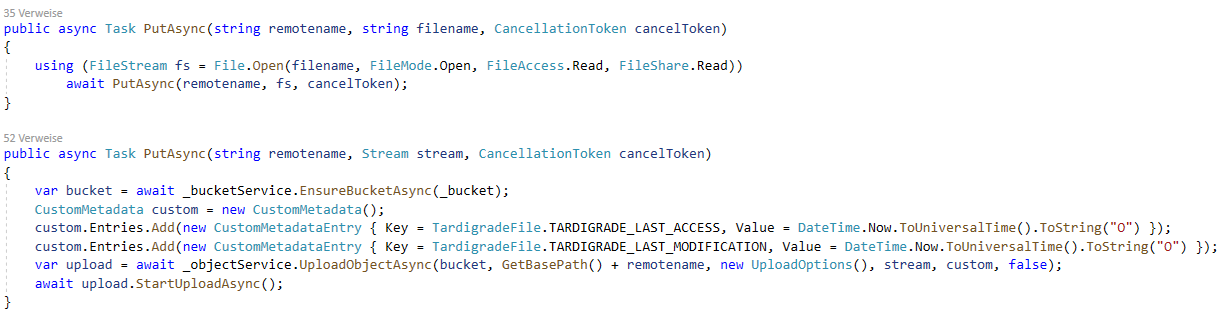 35 Verweise
public async Task PutAsync(string remotename, string filename, CancellationToken cancelToken)
{
using (FileStream fs = File.Open(filename, FileMode.Open, FileAccess.Read, FileShare.Read))
await PutAsync(remotename, fs, cancelToken);
}
52 Verweise
public async Task PutAsync(string remotename, Stream stream, CancellationToken cancelToken)
{
var bucket = await _bucketService.EnsureBucketAsync(_bucket);
CustomMetadata custom = new CustomMetadata();
custom.Entries.Add(new CustomMetadataEntry { Key = TardigradeFile.TARDIGRADE_LAST_ACCESS, Value = DateTime.Now.ToUniversalTime().ToString("O") });
custom.Entries.Add(new CustomMetadataEntry { Key = TardigradeFile.TARDIGRADE_LAST_MODIFICATION, Value = DateTime.Now.ToUniversalTime().ToString("O") });
var upload = await _objectService.UploadObjectAsync(bucket, GetBasePath() + remotename, new UploadOptions(), stream, custom, false);
await upload.StartUploadAsync();
}